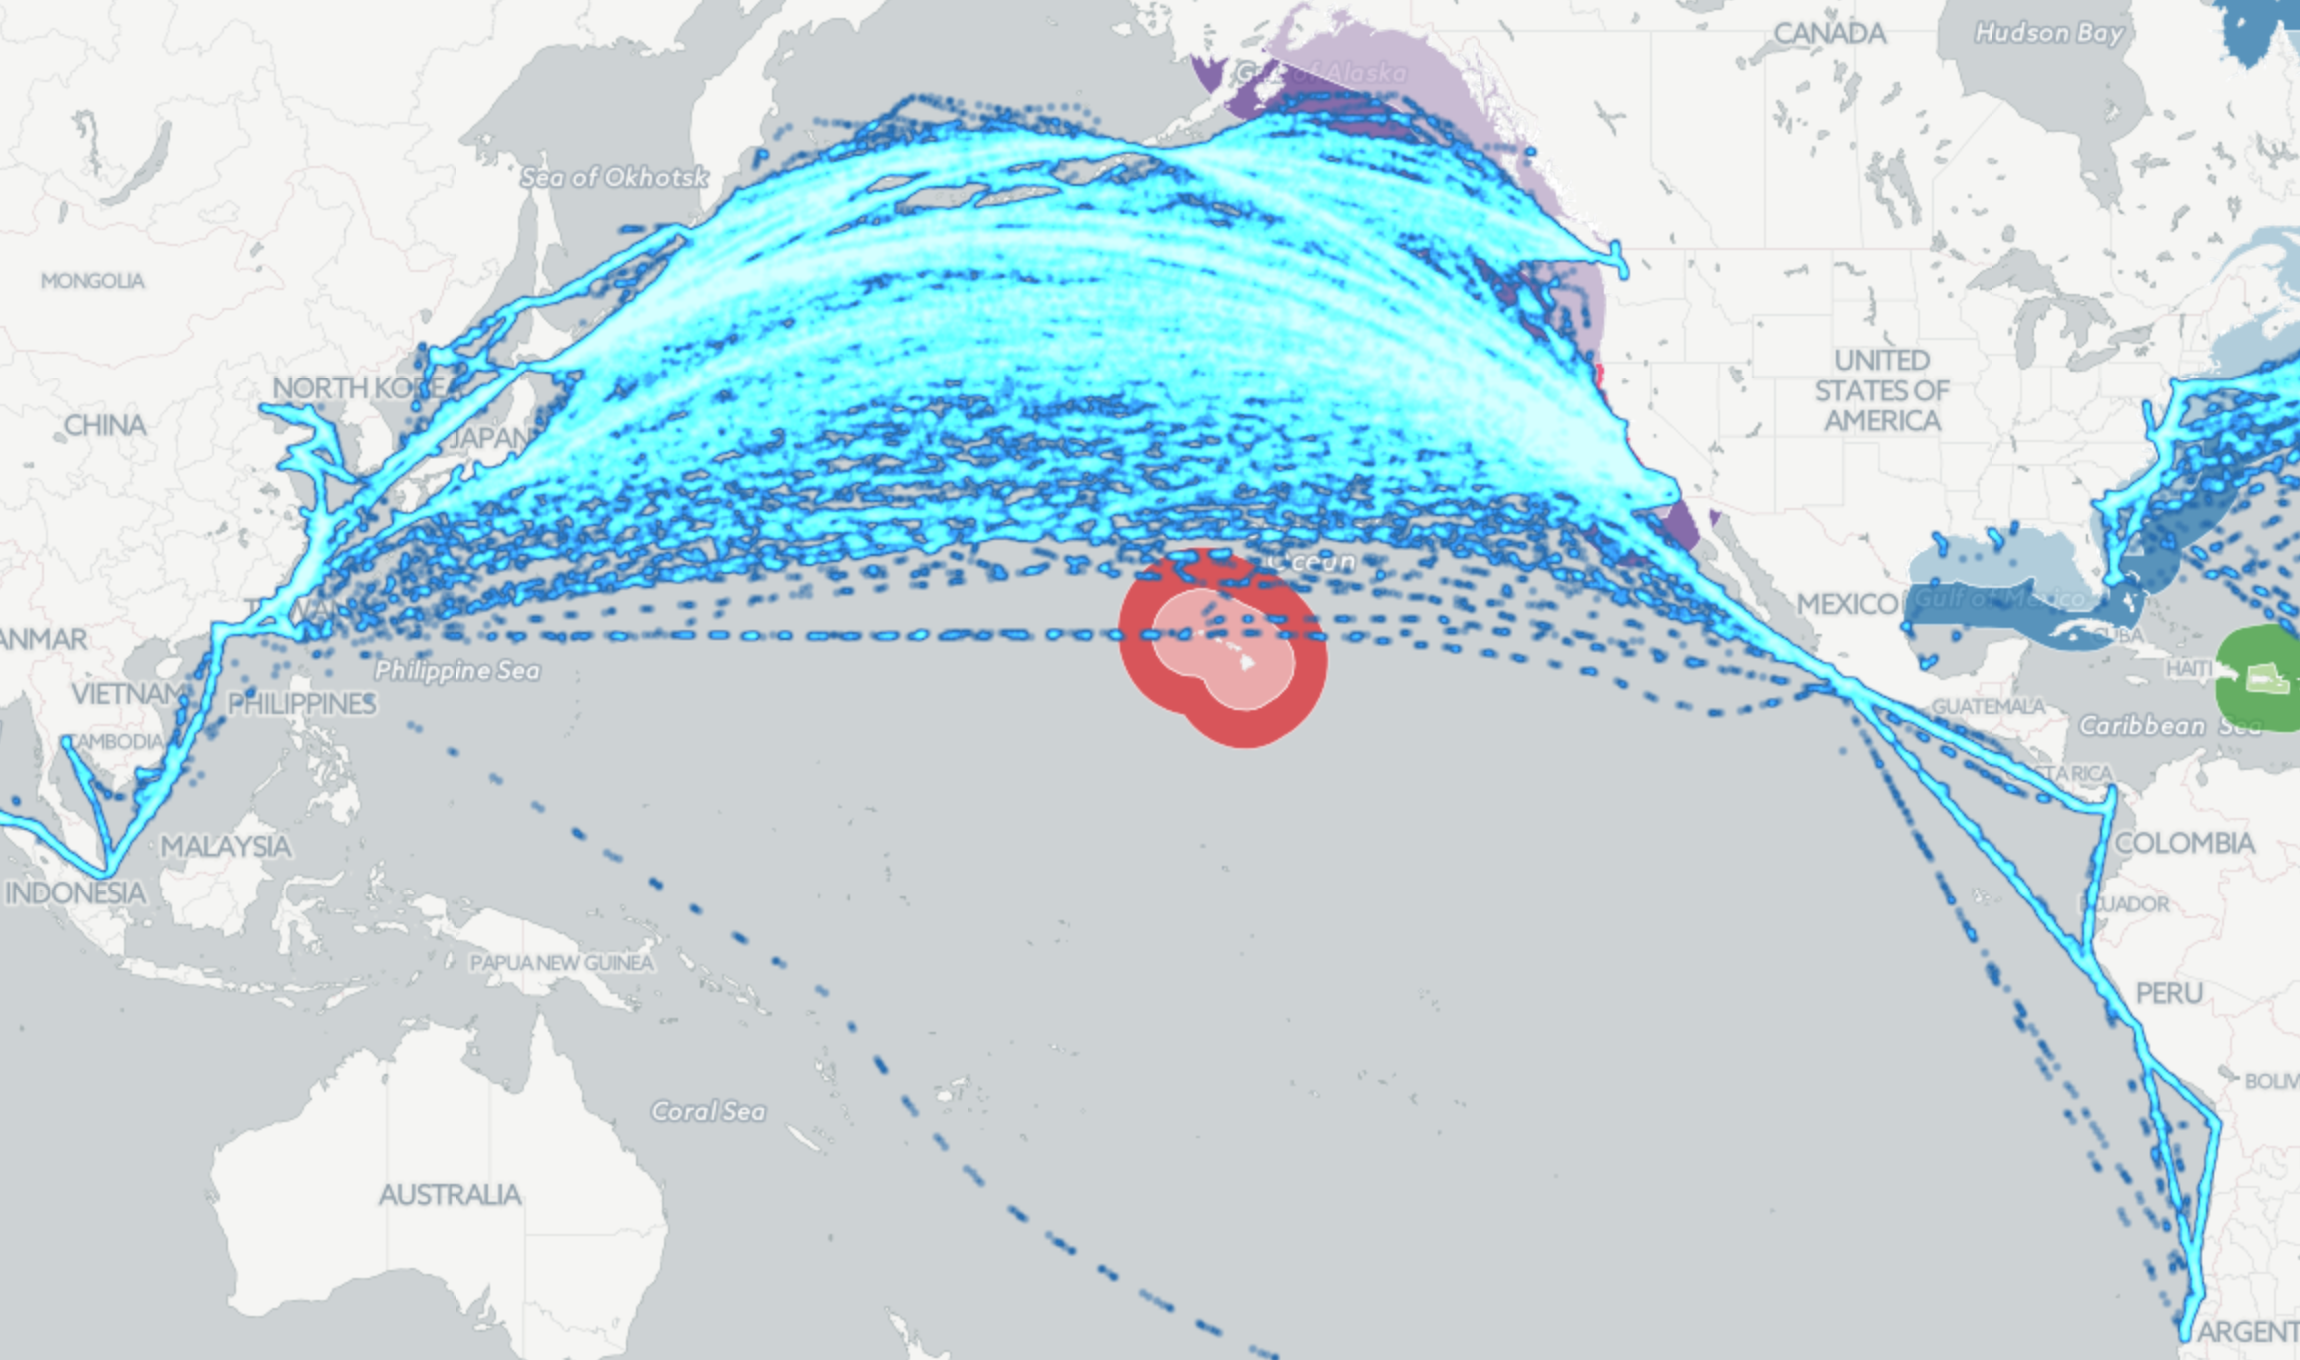 CANADA
Hudson Bay
Gulf of Alaska
Sea of Okhotsk
MONGOLIA
UNITED
STATES OF
AMERICA
NORTH KOREA
CHINA
JAPAN
Ocean
TAIWAN
MEXICO
Gulf of Mexico
CUBA
ANMAR
Philippine Sea
HAITI
VIETNAM
PHILIPPINES
GUATEMALA
Caribbean Sea
CAMBODIA
COSTA RICA
MALAYSIA
COLOMBIA
INDONESIA
ECUADOR
PAPUA NEW GUINEA
PERU
BOLIV
Coral Sea
AUSTRALIA
ARGENT